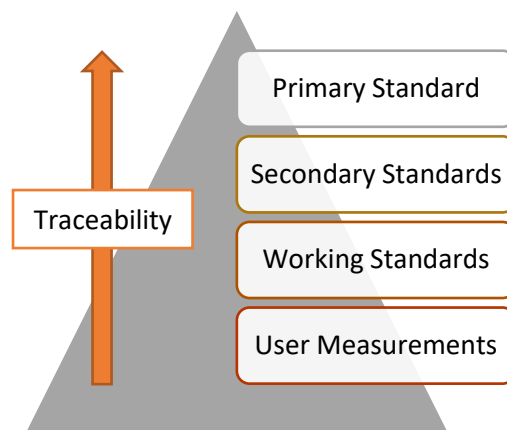 Primary Standard
Secondary Standards
Traceability
Working Standards
User Measurements